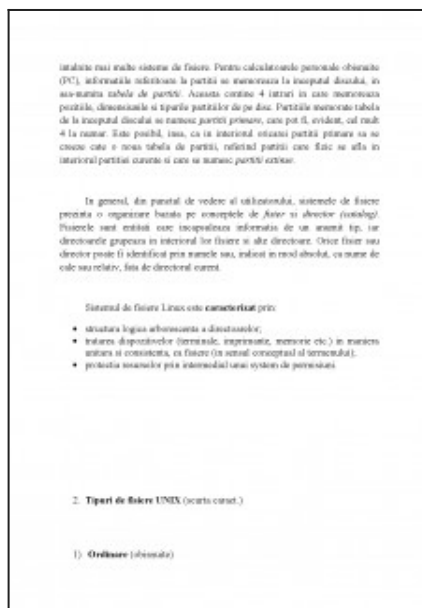 intalnite mai multe sisteme de fisiere. Pentru calculatoarele personale obisnuite
(PC), informatiile referitoare la partitii se memoreaza la inceputul discului, in
asa-numita tabela de partitii. Aceasta contine 4 intrari in care memoreaza
pozitiile, dimensiunile si tipurile partitiilor de pe disc. Partitiile memorate tabela
de la inceputul discului se numesc partitii primare, care pot fi, evident, cel mult
4 la numar. Este posibil, insa, ca in interiorul oricarei partitii primare sa se
creeze cate o noua tabela de partitii, referind partitii care fizic se afla in
interiorul partitiei curente si care se numesc partitii extinse.
In general, din punctul de vedere al utilizatorului, sistemele de fisiere
prezinta o organizare bazata pe conceptele de fisier si director (catalog).
Fisierele sunt entitati care incapsuleaza informatia de un anumit tip, iar
directoarele grupeaza in interiorul lor fisiere si alte directoare. Orice fisier sau
director poate fi identificat prin numele sau, indicat in mod absolut, ca nume de
cale sau relativ, fata de directorul curent.
Sistemul de fisiere Linux este caracterizat prin:
• structura logica arborescenta a directoarelor;
• tratarea dispozitivelor (terminale, imprimante, memorie etc.) in maniera
unitara si consistenta, ca fisiere (in sensul conceptual al termenului);
• protectia resurselor prin intermediul unui system de permisiuni.
2. Tipuri de fisiere UNIX (scurta caract.)
1) Ordinare (obisnuite)